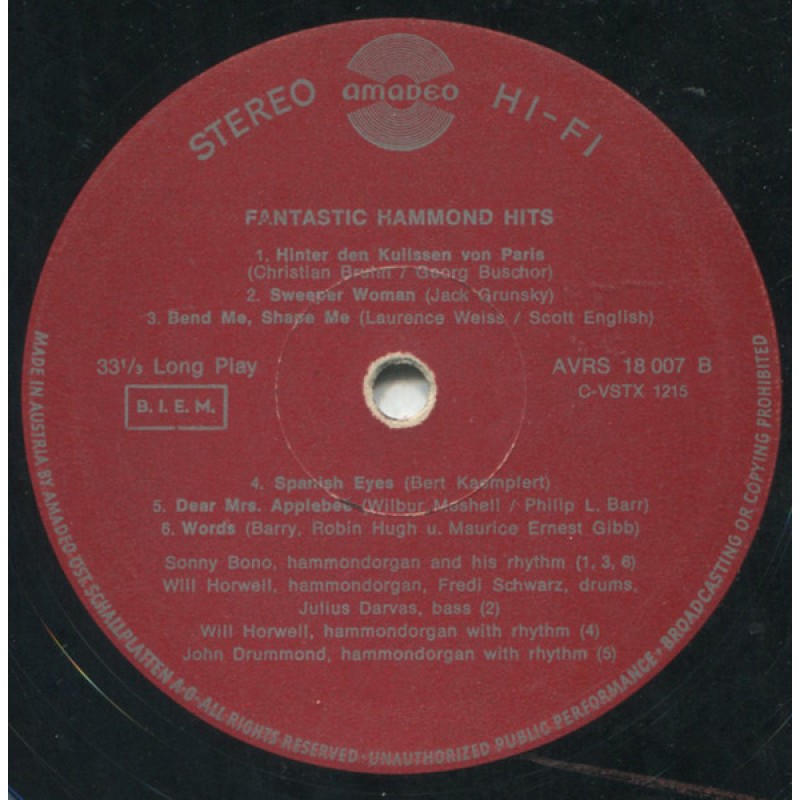 STEREO amadeo HI-FI
FANTASTIC HAMMOND HITS
1. Hinter den Kulissen von Paris
(Christian Bruhn / Georg Buschor)
2. Sweeper Woman (Jack Grunsky)
3. Bend Me, Shape Me (Laurence Weiss / Scott English)
33⅓ Long Play
AVRS 18 007 B
B. I. E. M.
C-VSTX 1215
4. Spanish Eyes (Bert Kaempfert)
5. Dear Mrs. Applebee (Wilbur Meshell / Philip L. Barr)
6. Words (Barry, Robin Hugh u. Maurice Ernest Gibb)
Sonny Bono, hammondorgan and his rhythm (1, 3, 6)
Will Horwell, hammondorgan, Fredi Schwarz, drums,
Julius Darvas, bass (2)
Will Horwell, hammondorgan with rhythm (4)
John Drummond, hammondorgan with rhythm (5)
MADE IN AUSTRIA BY AMADEO ÖST. SCHALLPLATTEN A.G. - ALL RIGHTS RESERVED · UNAUTHORIZED PUBLIC PERFORMANCE · BROADCASTING OR COPYING PROHIBITED